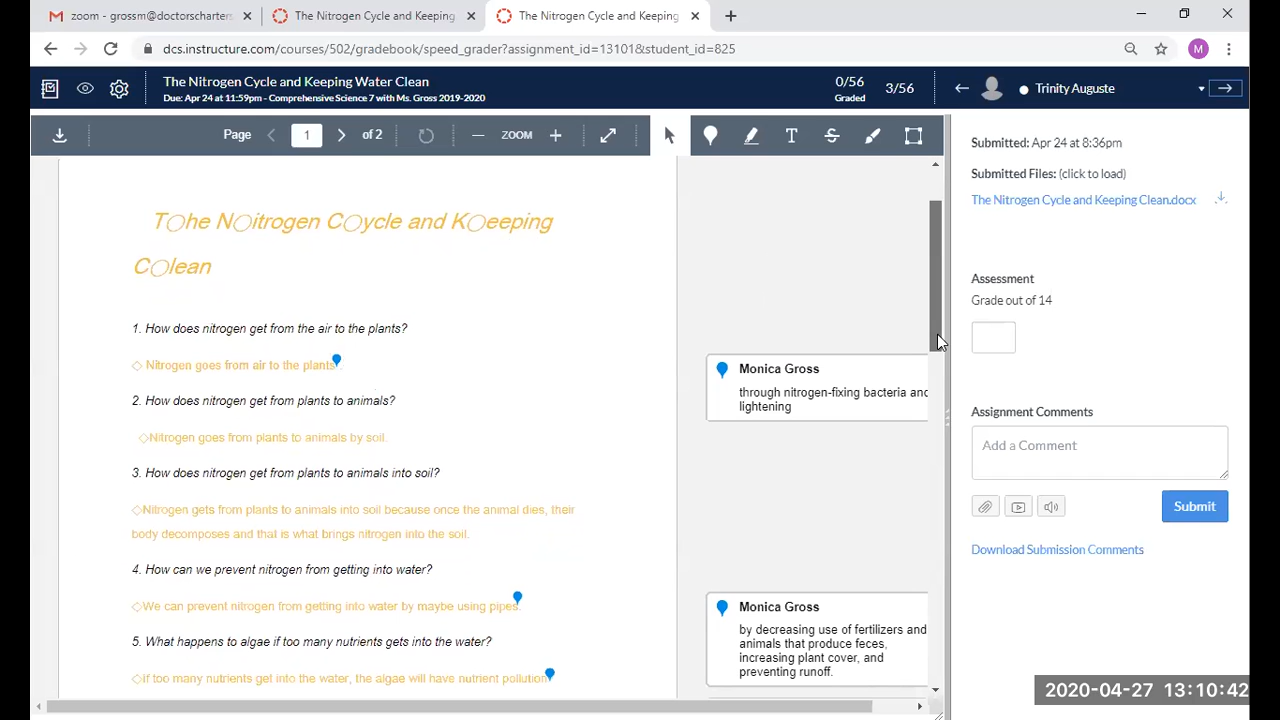 zoom - grossm@doctorscharters
The Nitrogen Cycle and Keeping
The Nitrogen Cycle and Keeping
dcs.instructure.com/courses/502/gradebook/speed_grader?assignment_id=13101&student_id=825
M
The Nitrogen Cycle and Keeping Water Clean
Due: Apr 24 at 11:59pm - Comprehensive Science 7 with Ms. Gross 2019-2020
0/56
Graded
3/56
Trinity Auguste
Page
1
of 2
ZOOM
T
T◯he N◯itrogen C◯ycle and K◯eeping
C◯lean
1. How does nitrogen get from the air to the plants?
◇ Nitrogen goes from air to the plants
2. How does nitrogen get from plants to animals?
◇Nitrogen goes from plants to animals by soil.
3. How does nitrogen get from plants to animals into soil?
◇Nitrogen gets from plants to animals into soil because once the animal dies, their
body decomposes and that is what brings nitrogen into the soil.
4. How can we prevent nitrogen from getting into water?
◇We can prevent nitrogen from getting into water by maybe using pipes.
5. What happens to algae if too many nutrients gets into the water?
◇If too many nutrients get into the water, the algae will have nutrient pollution
Monica Gross
through nitrogen-fixing bacteria and
lightening
Monica Gross
by decreasing use of fertilizers and
animals that produce feces,
increasing plant cover, and
preventing runoff.
Submitted: Apr 24 at 8:36pm
Submitted Files: (click to load)
The Nitrogen Cycle and Keeping Clean.docx
Assessment
Grade out of 14
Assignment Comments
Add a Comment
Submit
Download Submission Comments
2020-04-27 13:10:42